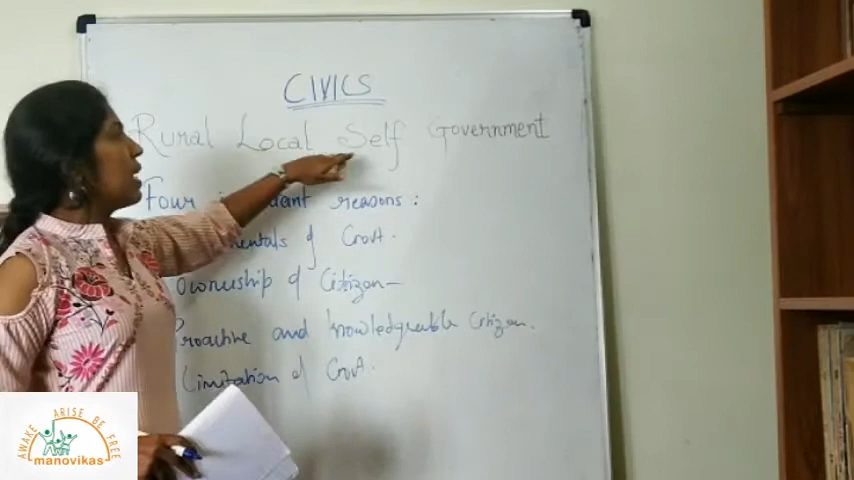 CIVICS
Rural Local Self Government
Four reasons :
of Govt.
Ownership of Citizen
Proactive and knowledgeable Citizen.
Limitation of Govt.
AWAKE ARISE BE FREE
manovikas